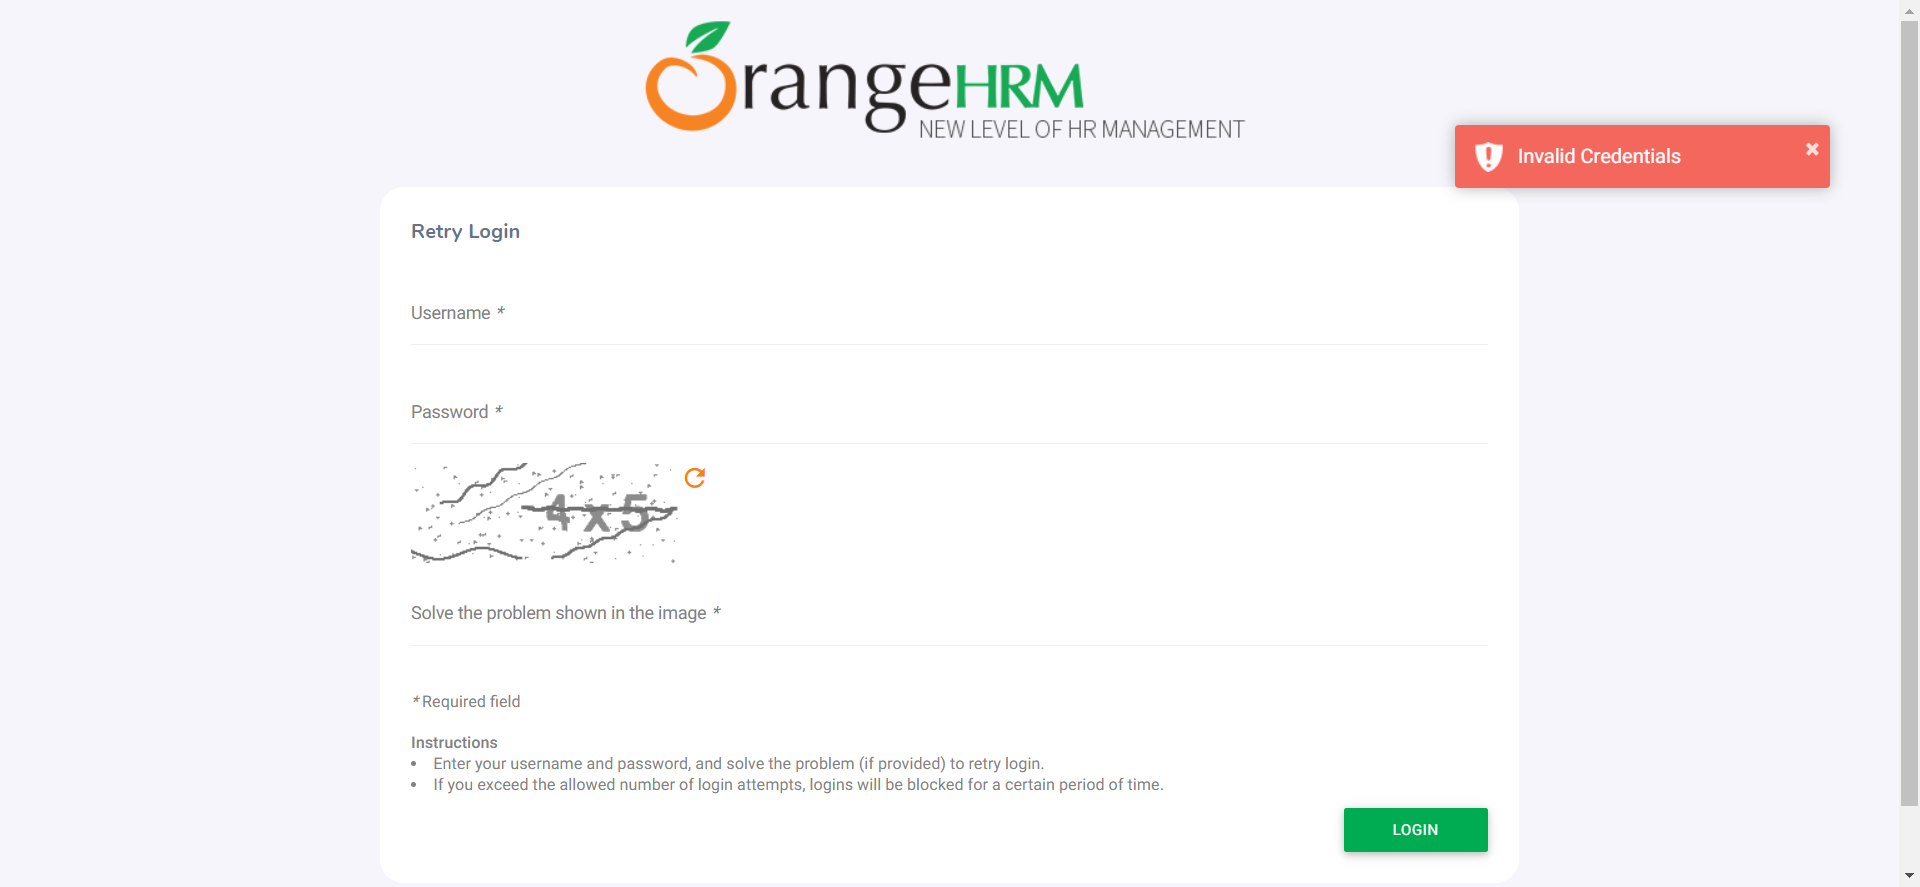 OrangeHRM
NEW LEVEL OF HR MANAGEMENT
Invalid Credentials
Retry Login
Username *
Password *
4 x 5
Solve the problem shown in the image *
* Required field
Instructions
• Enter your username and password, and solve the problem (if provided) to retry login.
• If you exceed the allowed number of login attempts, logins will be blocked for a certain period of time.
LOGIN